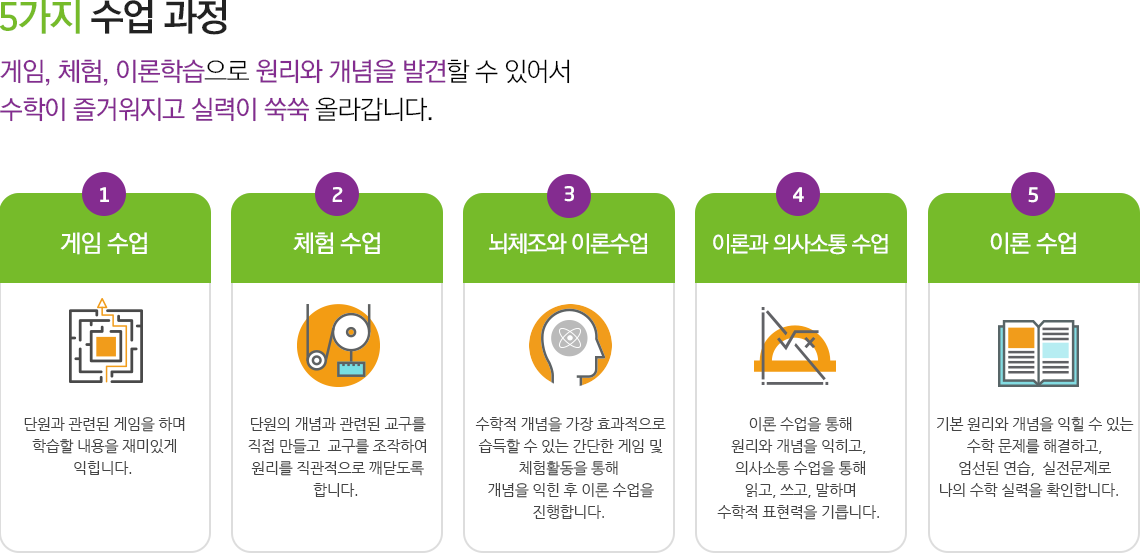 5가지 수업 과정
게임, 체험, 이론학습으로 원리와 개념을 발견할 수 있어서
수학이 즐거워지고 실력이 쑥쑥 올라갑니다.
1
게임 수업
단원과 관련된 게임을 하며
학습할 내용을 재미있게
익힙니다.
2
체험 수업
단원의 개념과 관련된 교구를
직접 만들고 교구를 조작하여
원리를 직관적으로 깨닫도록
합니다.
3
뇌체조와 이론수업
수학적 개념을 가장 효과적으로
습득할 수 있는 간단한 게임 및
체험활동을 통해
개념을 익힌 후 이론 수업을
진행합니다.
4
이론과 의사소통 수업
이론 수업을 통해
원리와 개념을 익히고,
의사소통 수업을 통해
읽고, 쓰고, 말하며
수학적 표현력을 기릅니다.
5
이론 수업
기본 원리와 개념을 익힐 수 있는
수학 문제를 해결하고,
엄선된 연습, 실전문제로
나의 수학 실력을 확인합니다.